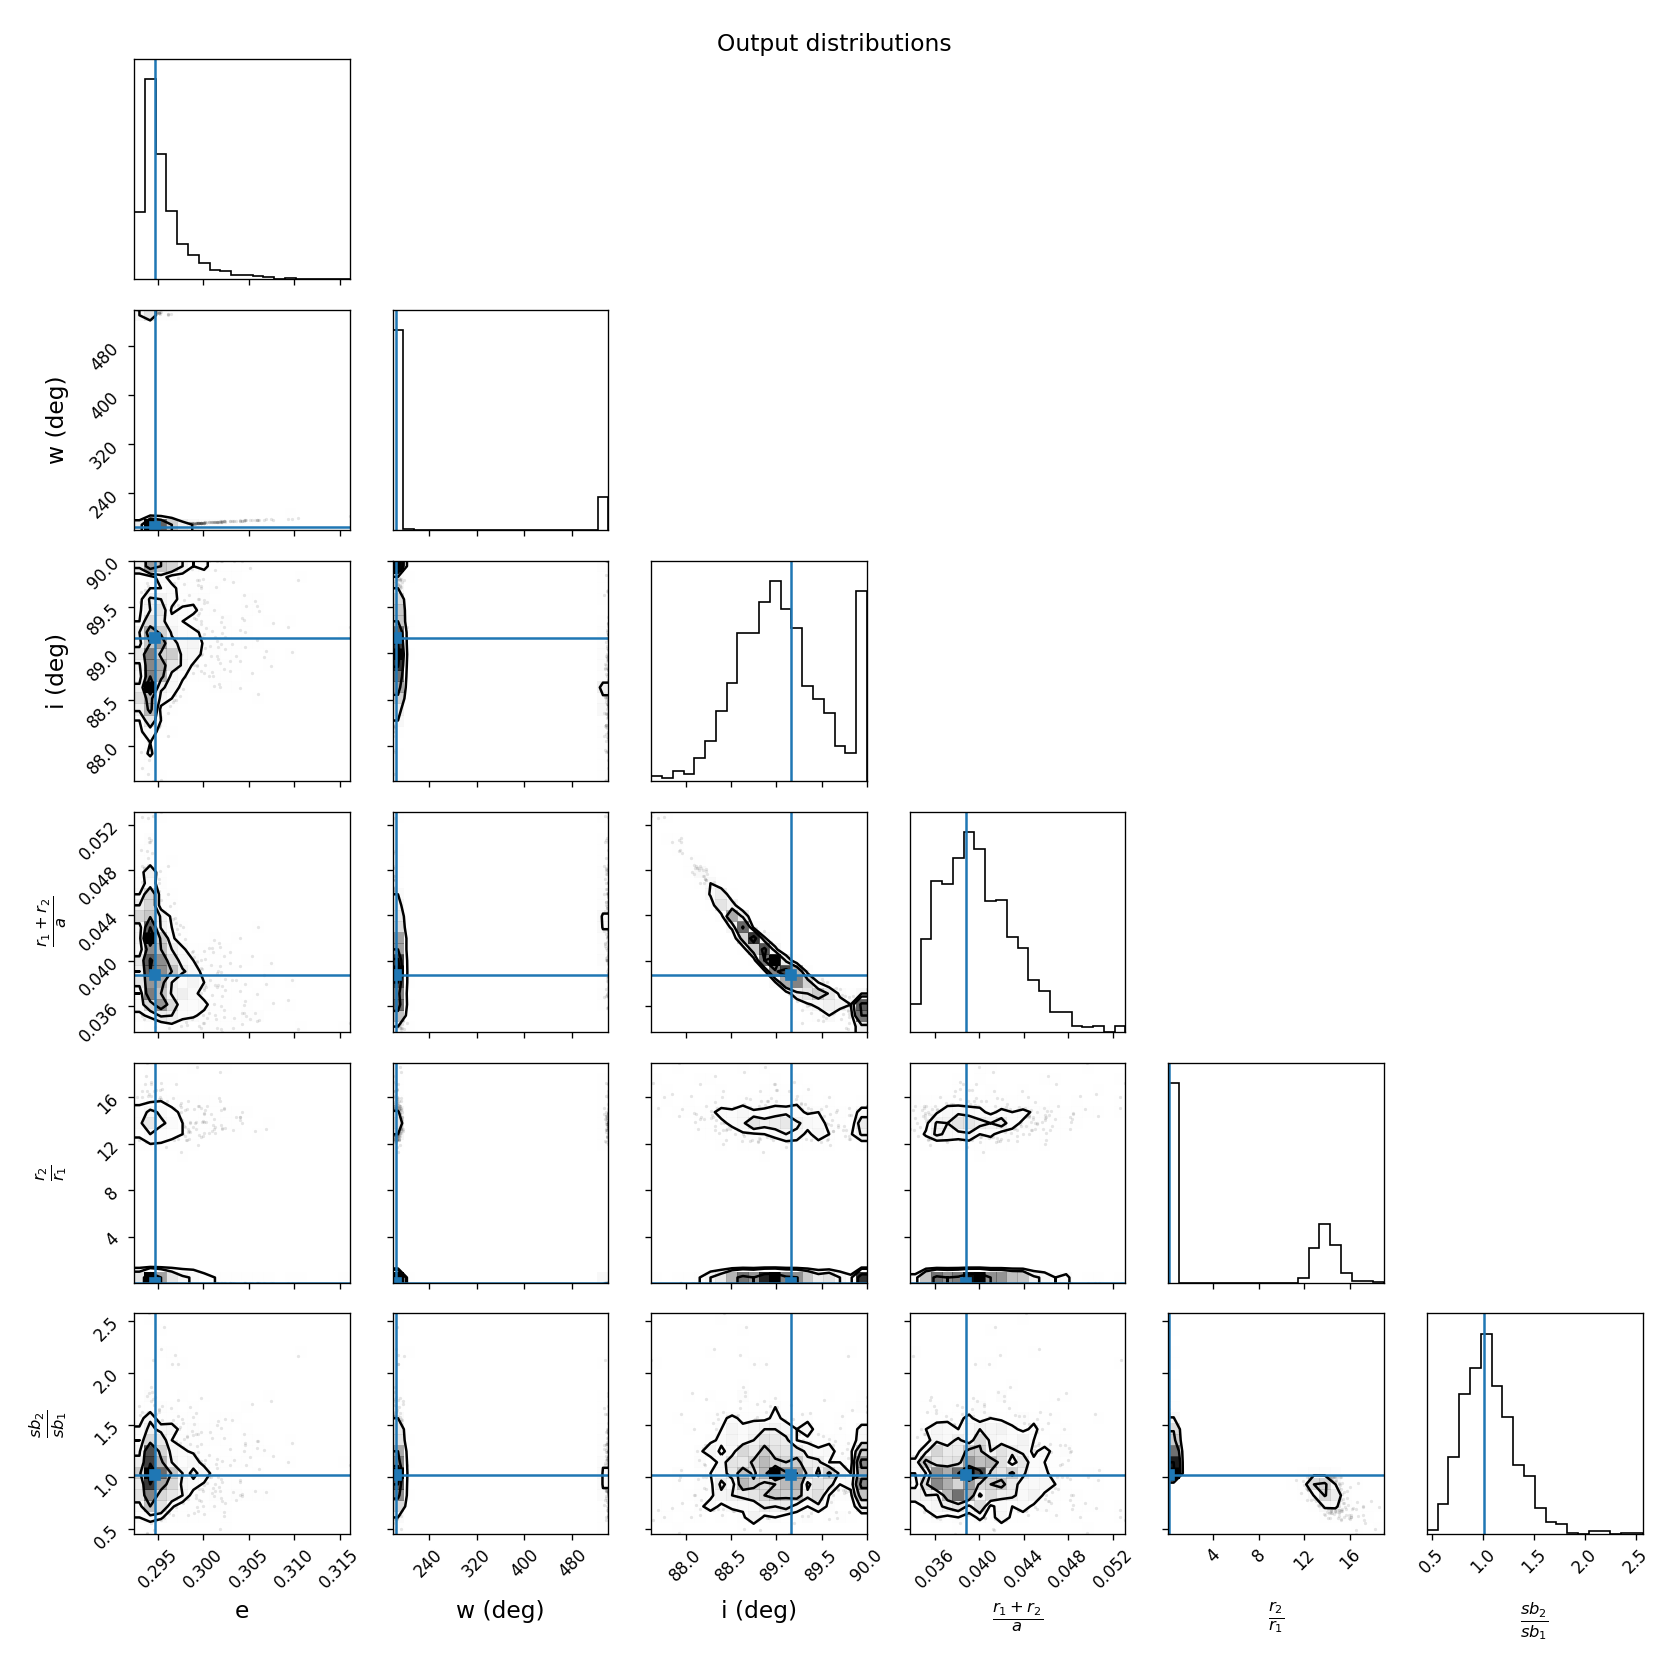 Output distributions
w (deg)
480
400
320
240
i (deg)
90.0
89.5
89.0
88.5
88.0
r₁ + r₂
a
0.052
0.048
0.044
0.040
0.036
r₂
r₁
16
12
8
4
sb₂
sb₁
2.5
2.0
1.5
1.0
0.5
0.295 0.300 0.305 0.310 0.315
240 320 400 480
88.0 88.5 89.0 89.5 90.0
0.036 0.040 0.044 0.048 0.052
4 8 12 16
0.5 1.0 1.5 2.0 2.5
e
w (deg)
i (deg)
r₁ + r₂
a
r₂
r₁
sb₂
sb₁